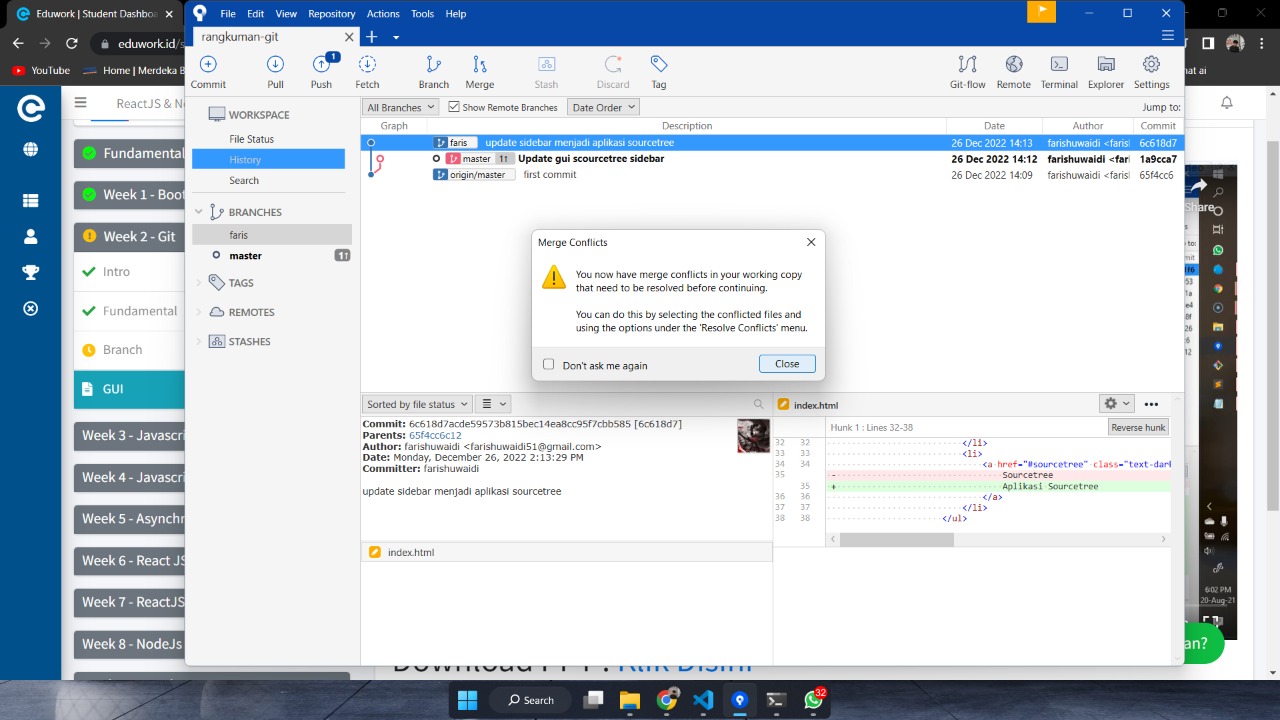 Eduwork | Student Dashboa
eduwork.id/s
YouTube
Home | Merdeka B
hat ai
ReactJS & No
Fundamental
Week 1 - Boot
Week 2 - Git
Intro
Fundamental
Branch
GUI
Week 3 - Javascri
Week 4 - Javascri
Week 5 - Asynchr
Week 6 - React JS
Week 7 - ReactJS
Week 8 - NodeJs
File Edit View Repository Actions Tools Help
rangkuman-git
Commit Pull Push 1 Fetch Branch Merge Stash Discard Tag Git-flow Remote Terminal Explorer Settings
WORKSPACE
File Status
History
Search
BRANCHES
faris
master 1↑
TAGS
REMOTES
STASHES
All Branches Show Remote Branches Date Order Jump to:
Graph Description Date Author Commit
faris update sidebar menjadi aplikasi sourcetree 26 Dec 2022 14:13 farishuwaidi <farisl 6c618d7
master 1↑ Update gui scourcetree sidebar 26 Dec 2022 14:12 farishuwaidi <fari 1a9cca7
origin/master first commit 26 Dec 2022 14:09 farishuwaidi <farisl 65f4cc6
Merge Conflicts
You now have merge conflicts in your working copy
that need to be resolved before continuing.
You can do this by selecting the conflicted files and
using the options under the 'Resolve Conflicts' menu.
Don't ask me again
Close
Sorted by file status
Commit: 6c618d7acde59573b815bec14ea8cc95f7cbb585 [6c618d7]
Parents: 65f4cc6c12
Author: farishuwaidi <farishuwaidi51@gmail.com>
Date: Monday, December 26, 2022 2:13:29 PM
Committer: farishuwaidi
update sidebar menjadi aplikasi sourcetree
index.html
index.html
Hunk 1 : Lines 32-38
Reverse hunk
32 32 </li>
33 33 <li>
34 34 <a href="#sourcetree" class="text-dark
35 - Sourcetree
35 + Aplikasi Sourcetree
36 36 </a>
37 37 </li>
38 38 </ul>
Share
6:02 PM
20-Aug-21
an?
Download PPT : Klik Disini
Search
32